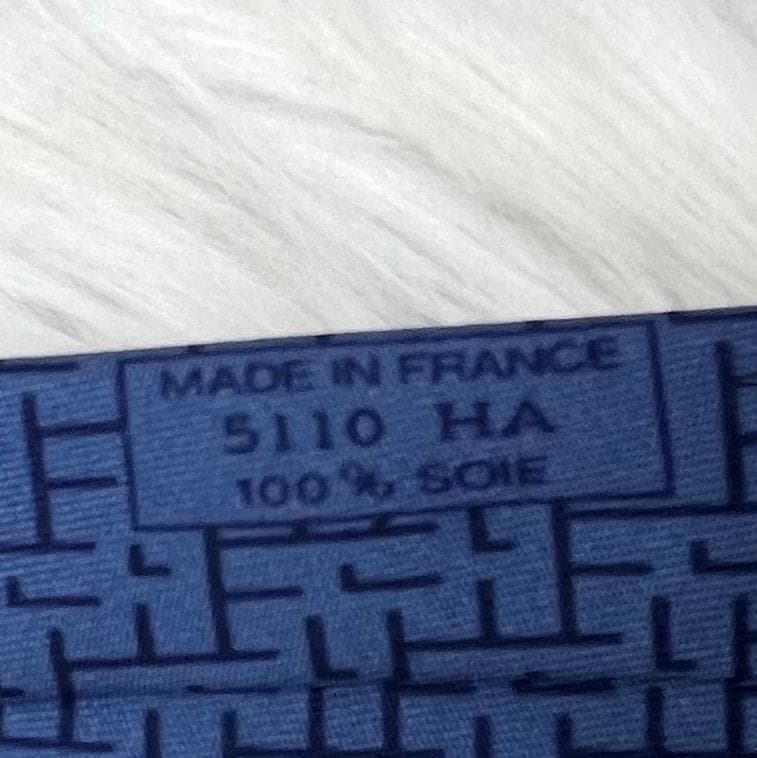 MADE IN FRANCE
5110 HA
100% SOIE